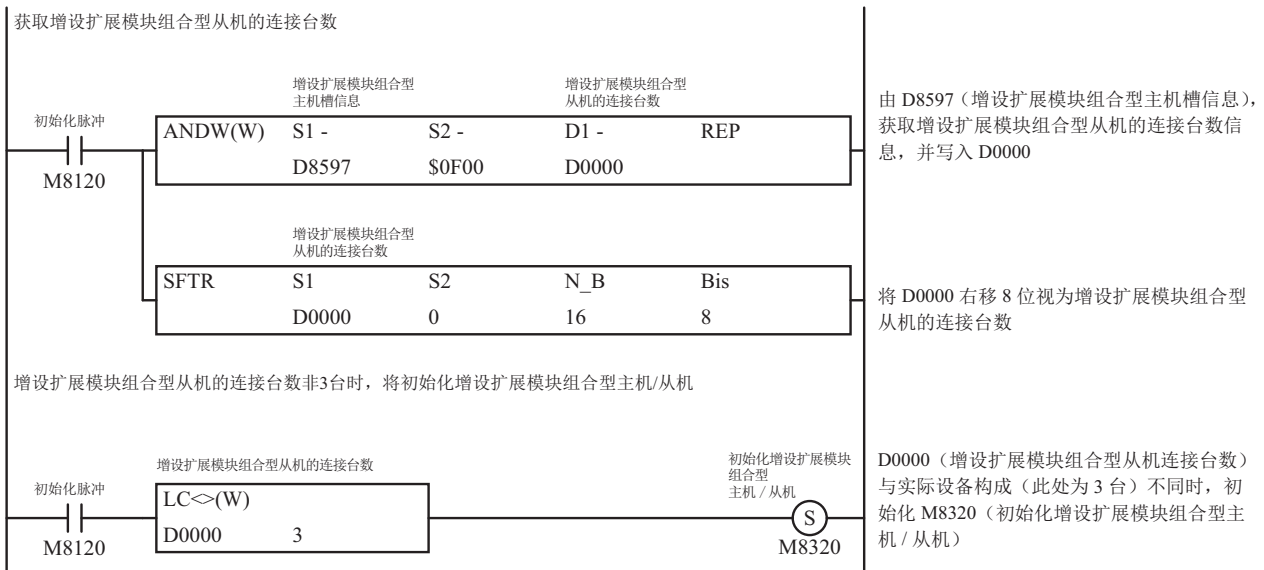 获取增设扩展模块组合型从机的连接台数
增设扩展模块组合型
主机槽信息
增设扩展模块组合型
从机的连接台数
初始化脉冲
M8120
ANDW(W) S1 - S2 - D1 - REP
D8597 $0F00 D0000
由 D8597（增设扩展模块组合型主机槽信息），
获取增设扩展模块组合型从机的连接台数信
息，并写入 D0000
增设扩展模块组合型
从机的连接台数
SFTR S1 S2 N_B Bis
D0000 0 16 8
将 D0000 右移 8 位视为增设扩展模块组合型
从机的连接台数
增设扩展模块组合型从机的连接台数非3台时，将初始化增设扩展模块组合型主机/从机
增设扩展模块组合型从机的连接台数
初始化脉冲
M8120
LC<>(W)
D0000 3
初始化增设扩展模块
组合型
主机 / 从机
S
M8320
D0000（增设扩展模块组合型从机连接台数）
与实际设备构成（此处为 3 台）不同时，初
始化 M8320（初始化增设扩展模块组合型主
机 / 从机）